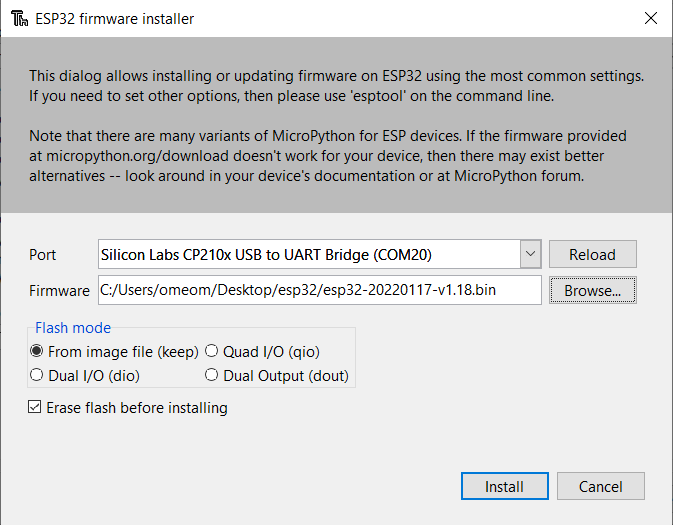 ESP32 firmware installer
This dialog allows installing or updating firmware on ESP32 using the most common settings.
If you need to set other options, then please use 'esptool' on the command line.
Note that there are many variants of MicroPython for ESP devices. If the firmware provided
at micropython.org/download doesn't work for your device, then there may exist better
alternatives -- look around in your device's documentation or at MicroPython forum.
Port Silicon Labs CP210x USB to UART Bridge (COM20) Reload
Firmware C:/Users/omeom/Desktop/esp32/esp32-20220117-v1.18.bin Browse...
Flash mode
From image file (keep) Quad I/O (qio)
Dual I/O (dio) Dual Output (dout)
Erase flash before installing
Install Cancel